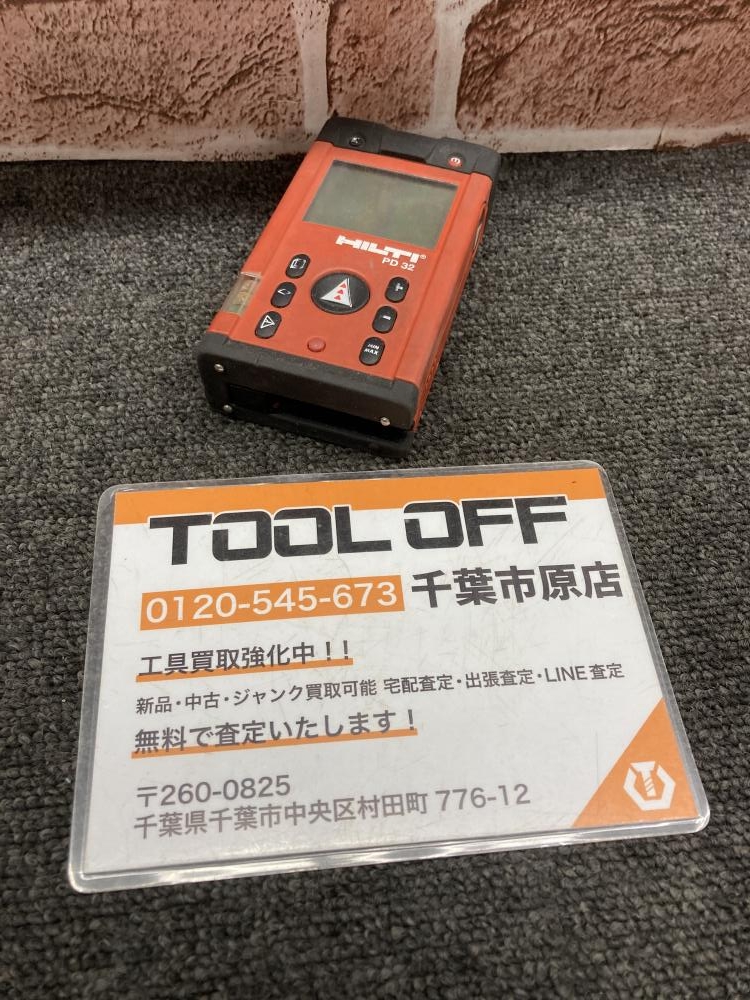 HILTI®
PD 32
MIN
MAX
TOOL OFF
0120-545-673 千葉市原店
工具買取強化中！！
新品・中古・ジャンク買取可能 宅配査定・出張査定・LINE査定
無料で査定いたします！
〒260-0825
千葉県千葉市中央区村田町 776-12